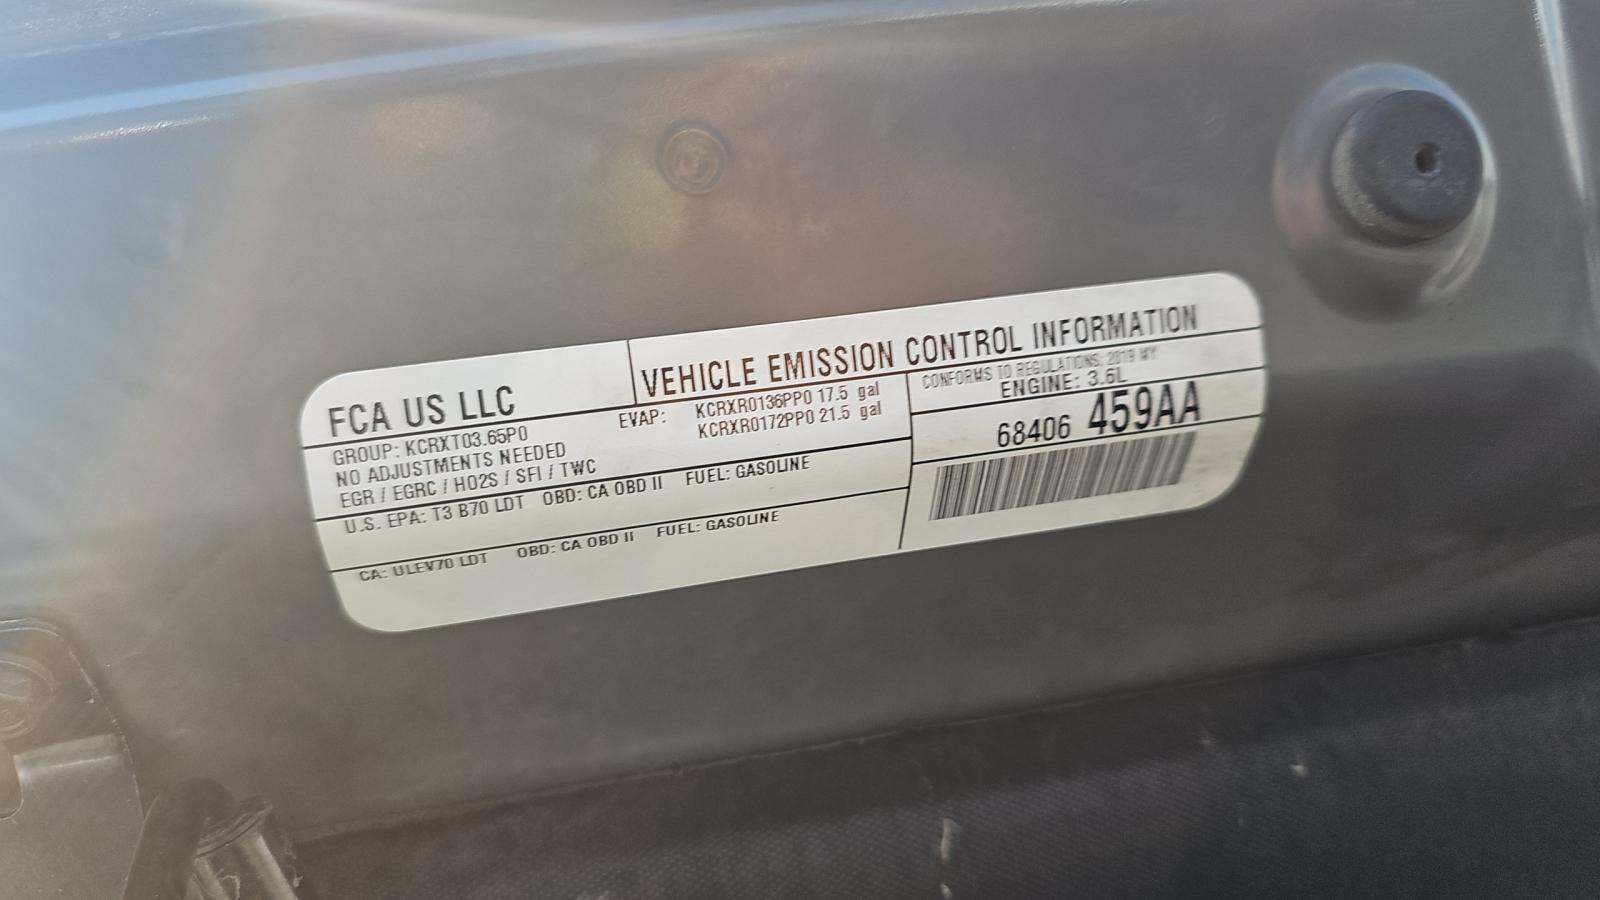 FCA US LLC
VEHICLE EMISSION CONTROL INFORMATION
GROUP: KCRXT03.65P0
NO ADJUSTMENTS NEEDED
EGR / EGRC / HO2S / SFI / TWC
EVAP: KCRXR0136PP0 17.5 gal
KCRXR0172PP0 21.5 gal
CONFORMS TO REGULATIONS: 2019 MY
ENGINE: 3.6L
68406 459AA
U.S. EPA: T3 B70 LDT OBD: CA OBD II FUEL: GASOLINE
CA: ULEV70 LDT OBD: CA OBD II FUEL: GASOLINE